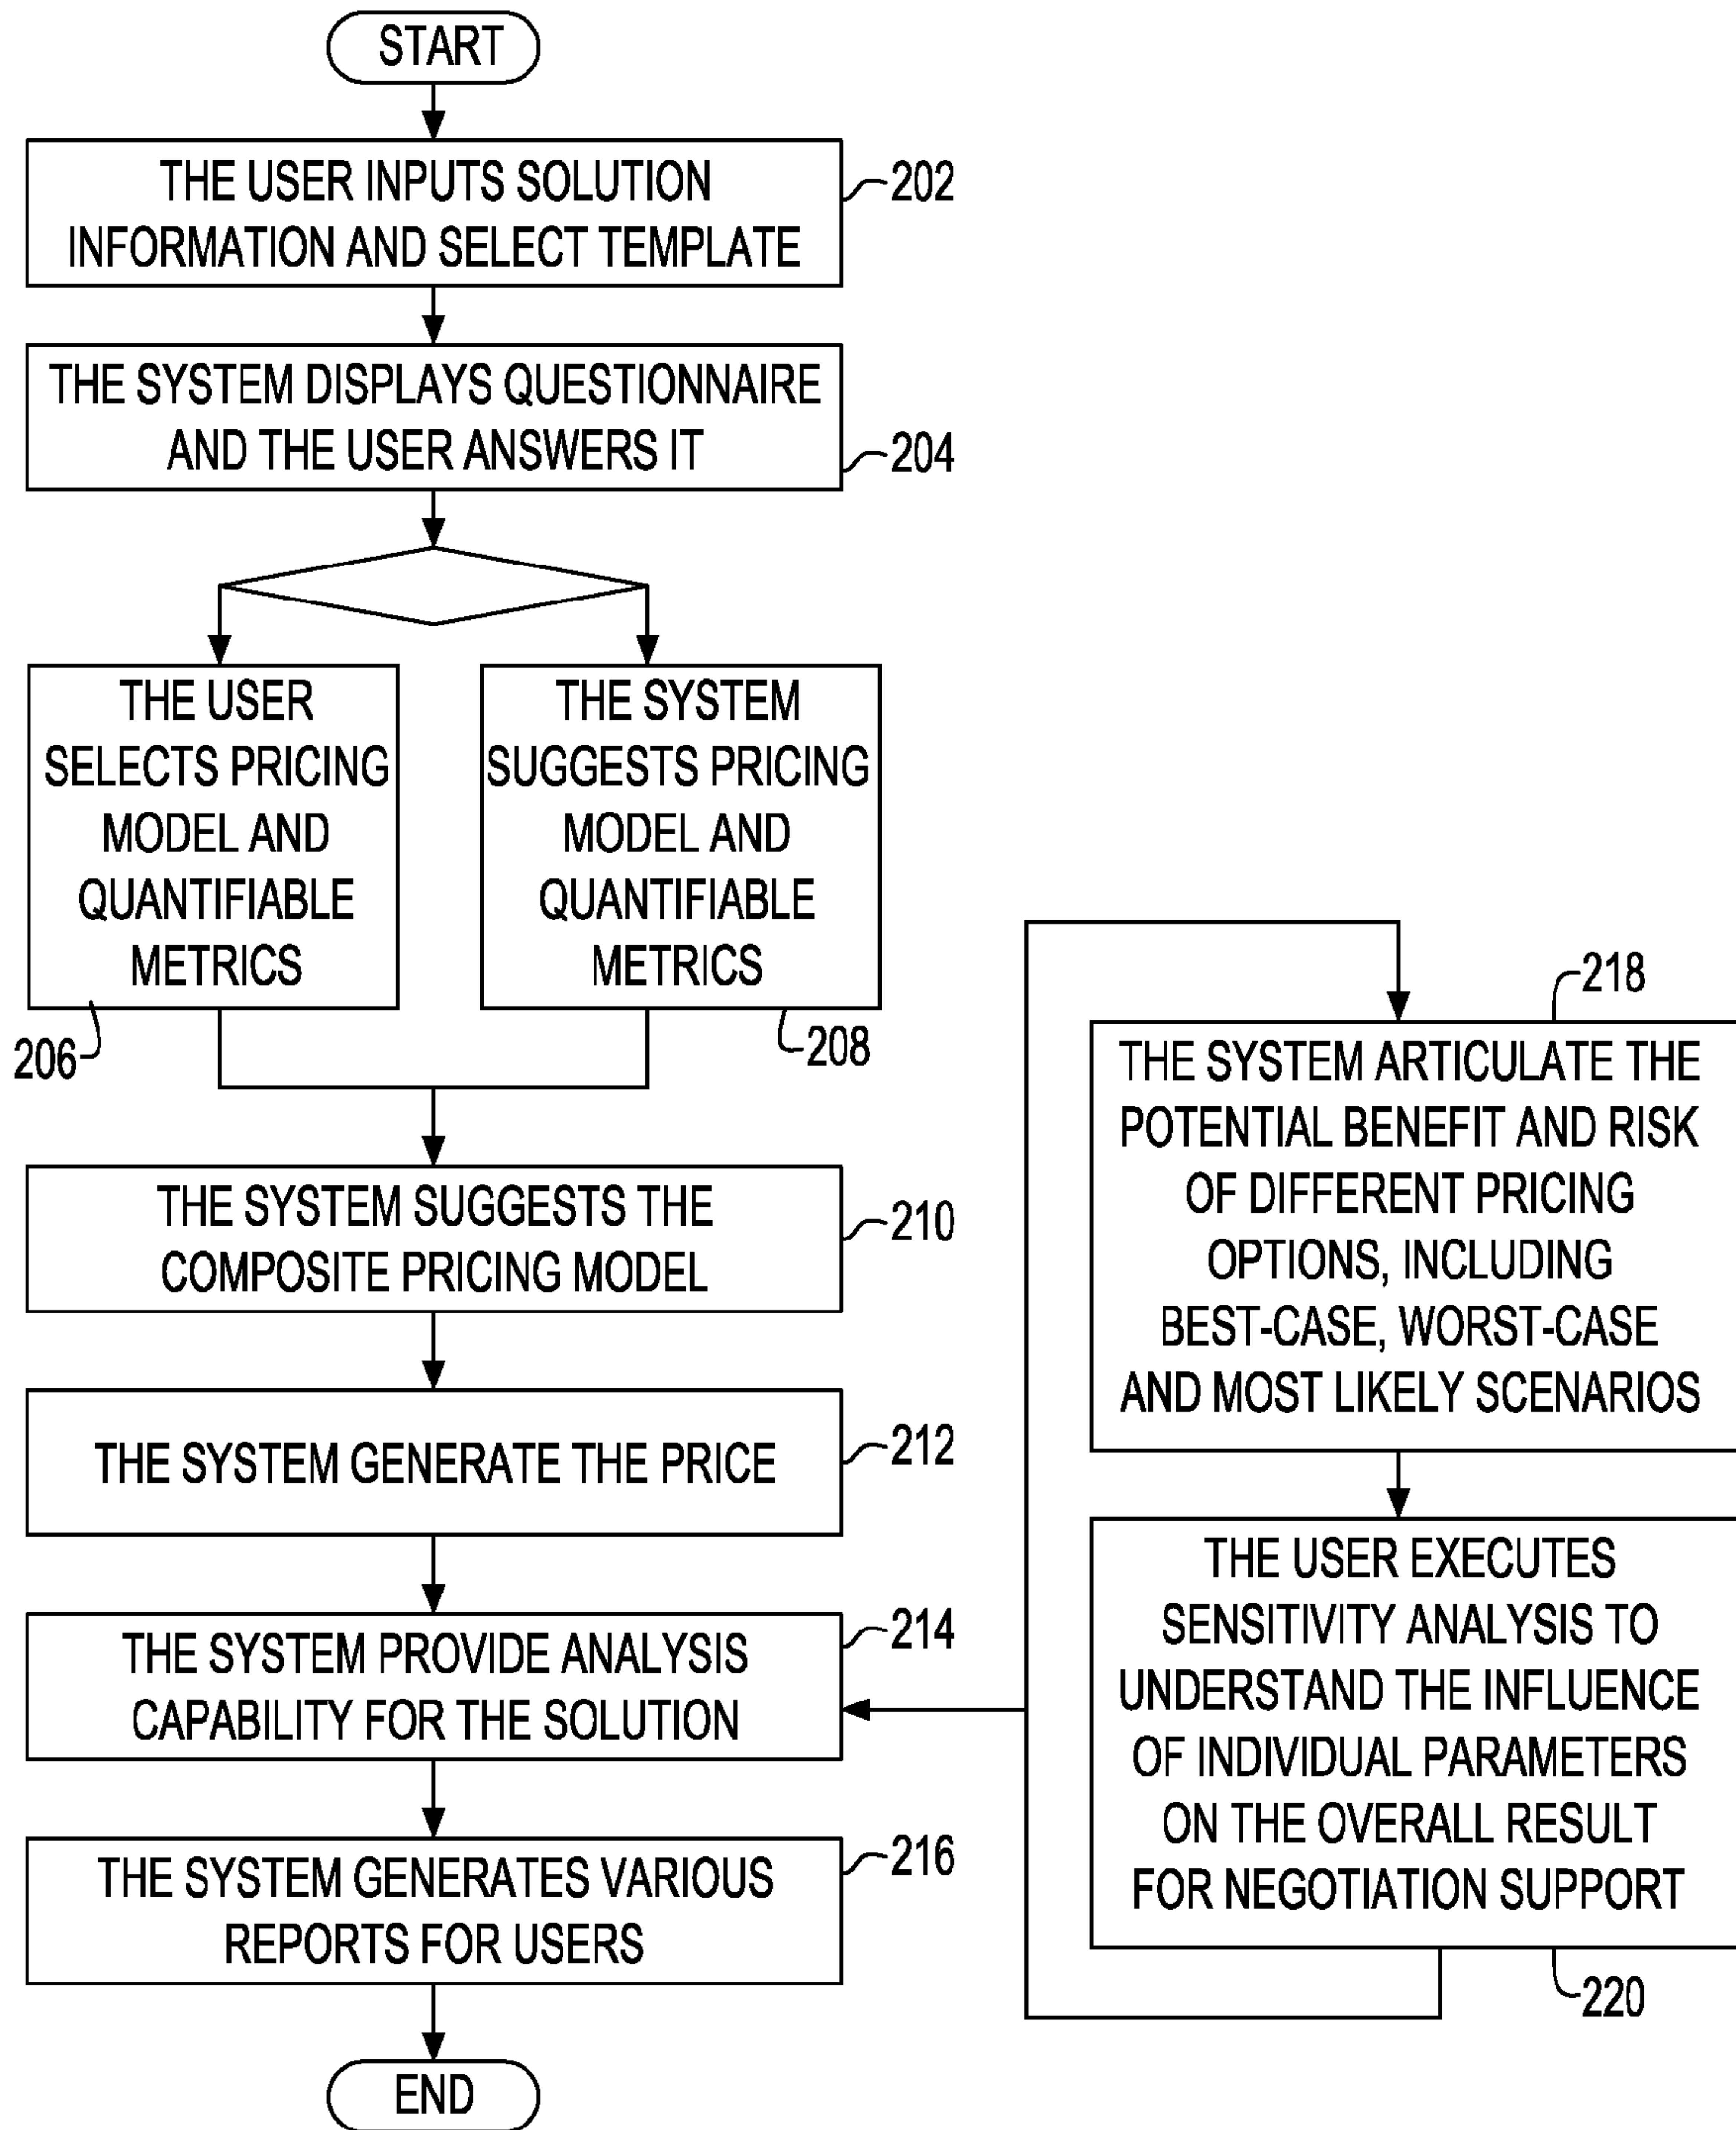 START
THE USER INPUTS SOLUTION
INFORMATION AND SELECT TEMPLATE
202
THE SYSTEM DISPLAYS QUESTIONNAIRE
AND THE USER ANSWERS IT
204
THE USER
SELECTS PRICING
MODEL AND
QUANTIFIABLE
METRICS
206
THE SYSTEM
SUGGESTS PRICING
MODEL AND
QUANTIFIABLE
METRICS
208
THE SYSTEM SUGGESTS THE
COMPOSITE PRICING MODEL
210
THE SYSTEM GENERATE THE PRICE
212
THE SYSTEM PROVIDE ANALYSIS
CAPABILITY FOR THE SOLUTION
214
THE SYSTEM GENERATES VARIOUS
REPORTS FOR USERS
216
END
218
THE SYSTEM ARTICULATE THE
POTENTIAL BENEFIT AND RISK
OF DIFFERENT PRICING
OPTIONS, INCLUDING
BEST-CASE, WORST-CASE
AND MOST LIKELY SCENARIOS
THE USER EXECUTES
SENSITIVITY ANALYSIS TO
UNDERSTAND THE INFLUENCE
OF INDIVIDUAL PARAMETERS
ON THE OVERALL RESULT
FOR NEGOTIATION SUPPORT
220